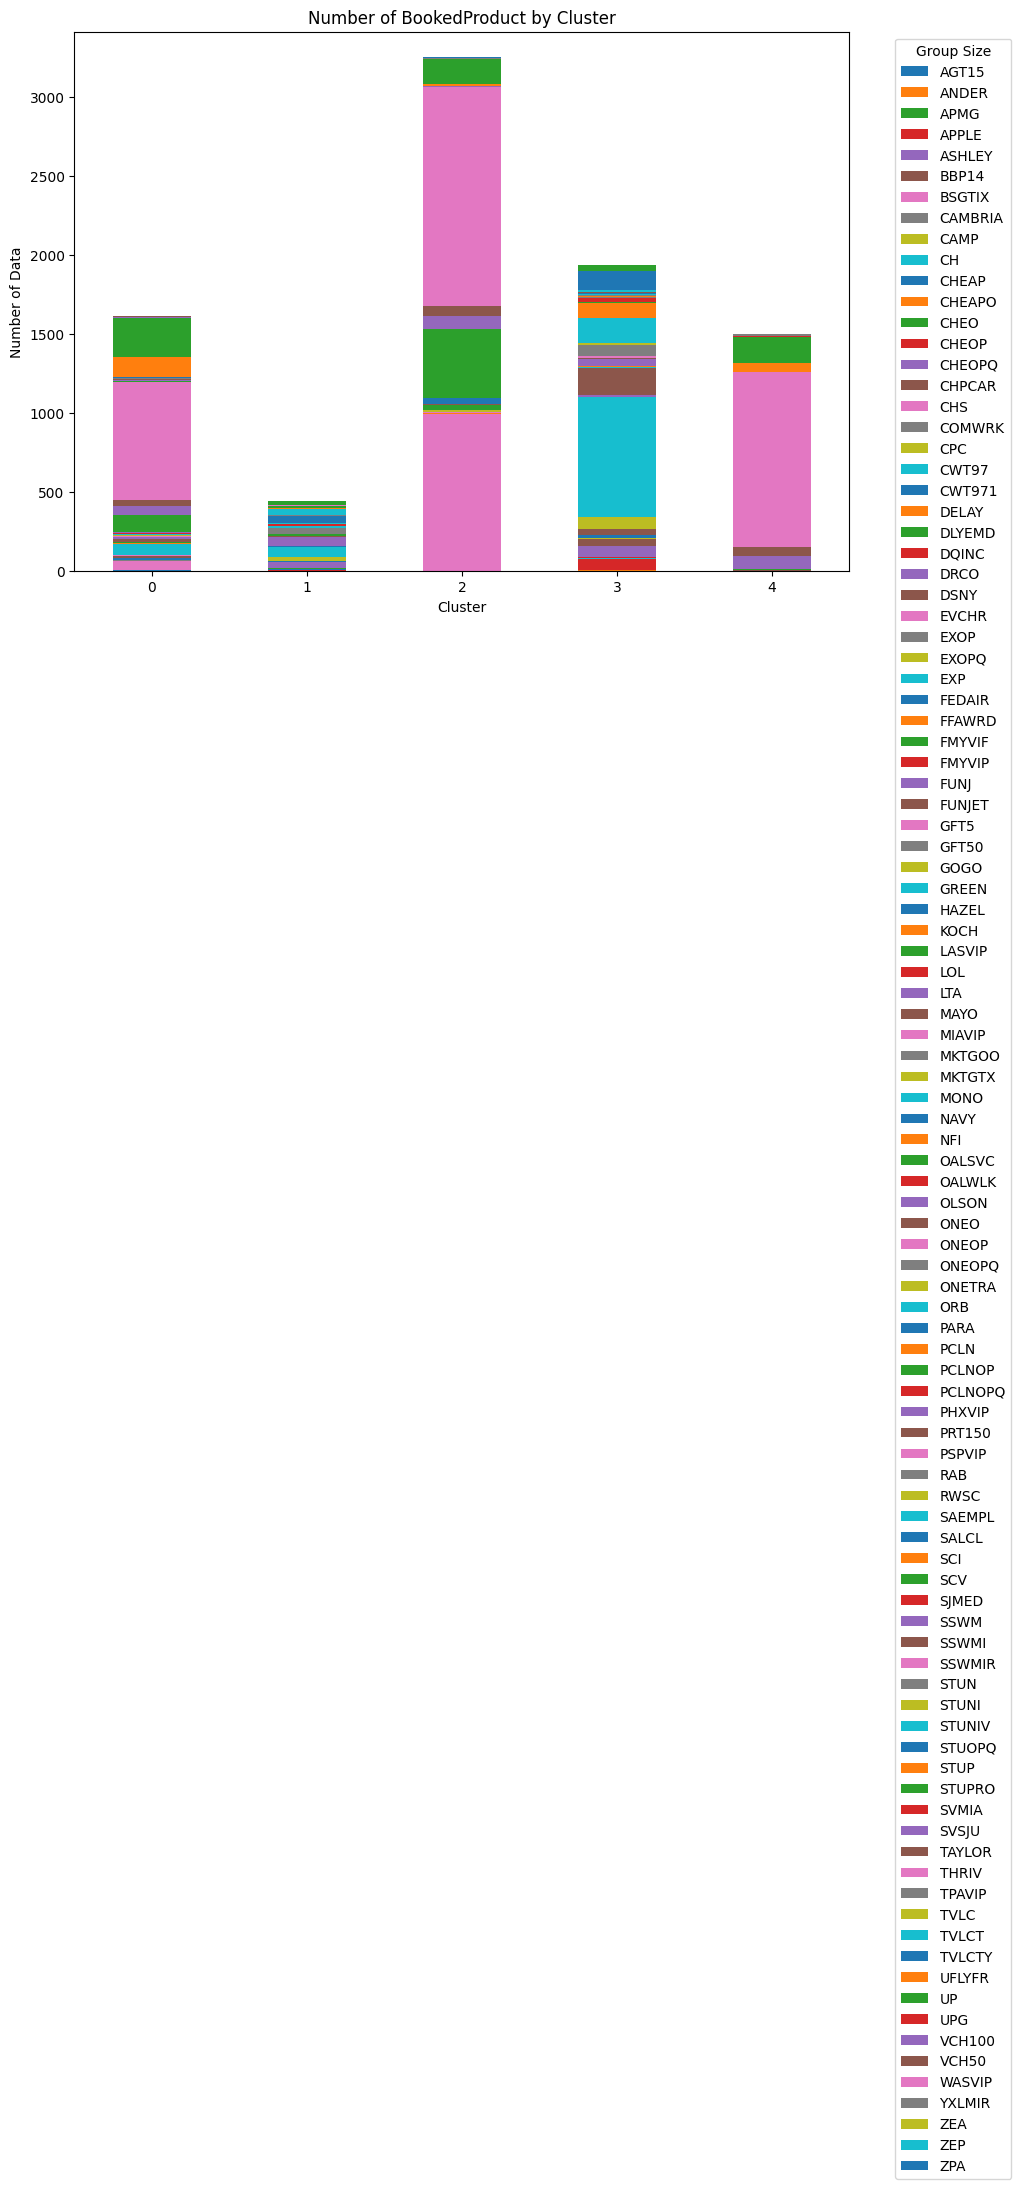 Number of BookedProduct by Cluster
Number of Data
3000
2500
2000
1500
1000
500
0
0 1 2 3 4
Cluster
Group Size
AGT15
ANDER
APMG
APPLE
ASHLEY
BBP14
BSGTIX
CAMBRIA
CAMP
CH
CHEAP
CHEAPO
CHEO
CHEOP
CHEOPQ
CHPCAR
CHS
COMWRK
CPC
CWT97
CWT971
DELAY
DLYEMD
DQINC
DRCO
DSNY
EVCHR
EXOP
EXOPQ
EXP
FEDAIR
FFAWRD
FMYVIF
FMYVIP
FUNJ
FUNJET
GFT5
GFT50
GOGO
GREEN
HAZEL
KOCH
LASVIP
LOL
LTA
MAYO
MIAVIP
MKTGOO
MKTGTX
MONO
NAVY
NFI
OALSVC
OALWLK
OLSON
ONEO
ONEOP
ONEOPQ
ONETRA
ORB
PARA
PCLN
PCLNOP
PCLNOPQ
PHXVIP
PRT150
PSPVIP
RAB
RWSC
SAEMPL
SALCL
SCI
SCV
SJMED
SSWM
SSWMI
SSWMIR
STUN
STUNI
STUNIV
STUOPQ
STUP
STUPRO
SVMIA
SVSJU
TAYLOR
THRIV
TPAVIP
TVLC
TVLCT
TVLCTY
UFLYFR
UP
UPG
VCH100
VCH50
WASVIP
YXLMIR
ZEA
ZEP
ZPA